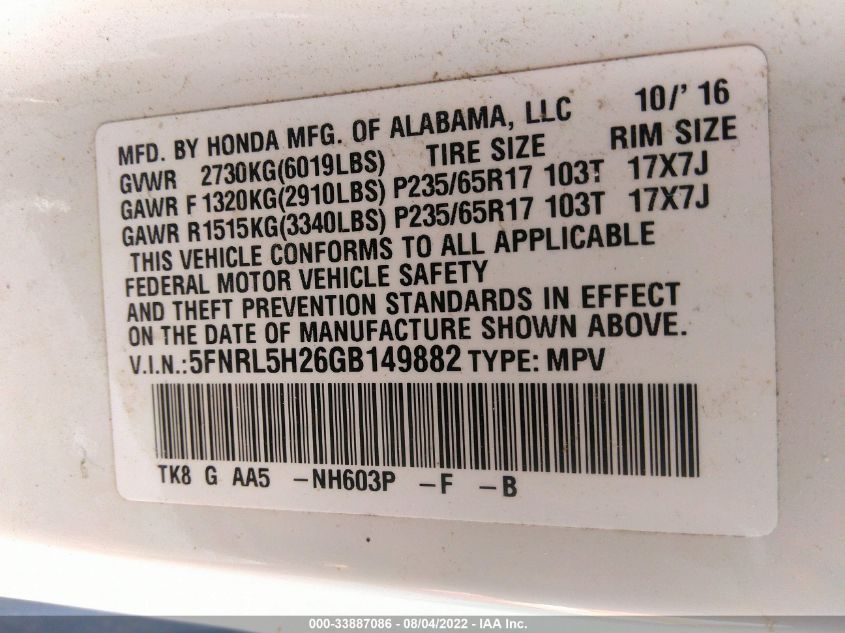 MFD. BY HONDA MFG. OF ALABAMA, LLC 10/' 16
GVWR 2730KG(6019LBS) TIRE SIZE RIM SIZE
GAWR F1320KG(2910LBS) P235/65R17 103T 17X7J
GAWR R1515KG(3340LBS) P235/65R17 103T 17X7J
THIS VEHICLE CONFORMS TO ALL APPLICABLE
FEDERAL MOTOR VEHICLE SAFETY
AND THEFT PREVENTION STANDARDS IN EFFECT
ON THE DATE OF MANUFACTURE SHOWN ABOVE.
V.I.N.:5FNRL5H26GB149882 TYPE: MPV
TK8 G AA5 -NH603P -F -B
000-33887086 - 08/04/2022 - IAA Inc.